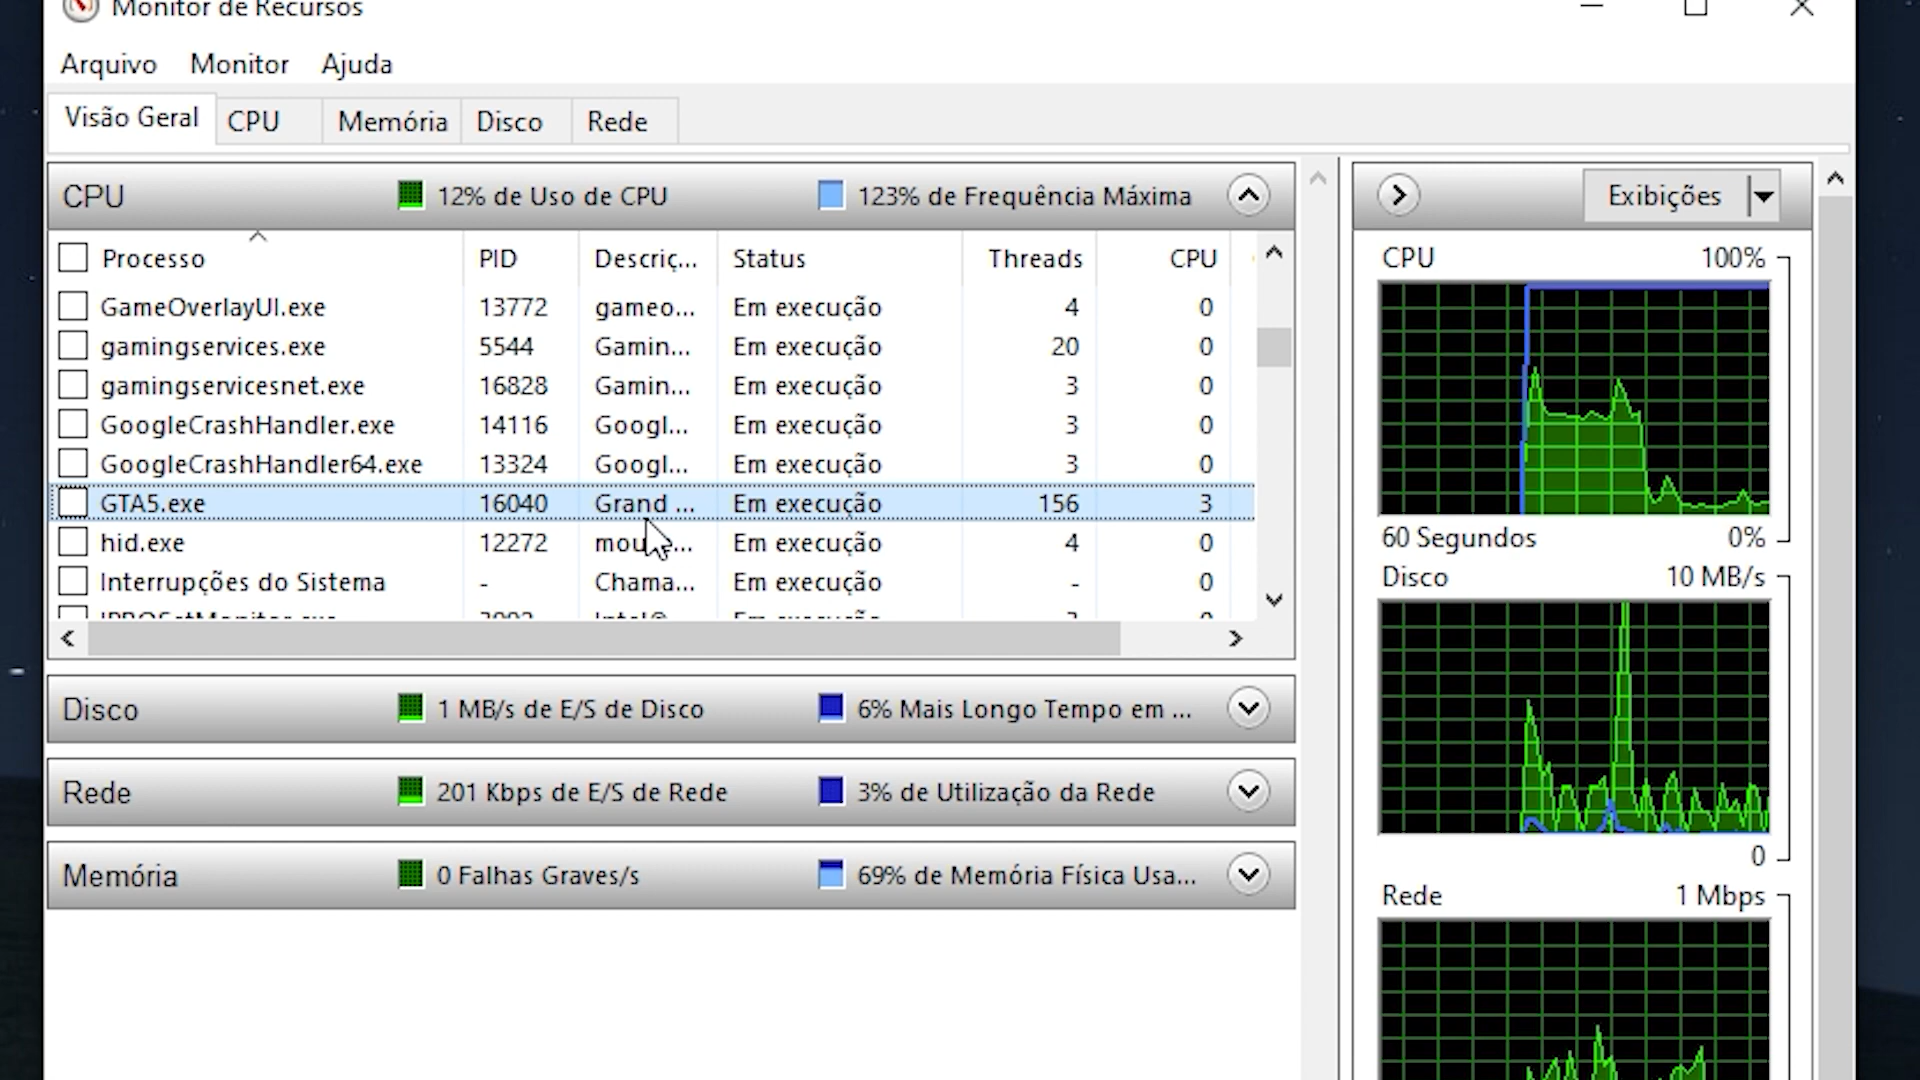 Monitor de Recursos
Arquivo Monitor Ajuda
Visão Geral CPU Memória Disco Rede
CPU 12% de Uso de CPU 123% de Frequência Máxima
Processo PID Descriç... Status Threads CPU
GameOverlayUI.exe 13772 gameo... Em execução 4 0
gamingservices.exe 5544 Gamin... Em execução 20 0
gamingservicesnet.exe 16828 Gamin... Em execução 3 0
GoogleCrashHandler.exe 14116 Googl... Em execução 3 0
GoogleCrashHandler64.exe 13324 Googl... Em execução 3 0
GTA5.exe 16040 Grand ... Em execução 156 3
hid.exe 12272 Em execução 4 0
Interrupções do Sistema - Chama... Em execução - 0
Disco 1 MB/s de E/S de Disco 6% Mais Longo Tempo em ...
Rede 201 Kbps de E/S de Rede 3% de Utilização da Rede
Memória 0 Falhas Graves/s 69% de Memória Física Usa...
Exibições
CPU 100%
60 Segundos 0%
Disco 10 MB/s
0
Rede 1 Mbps